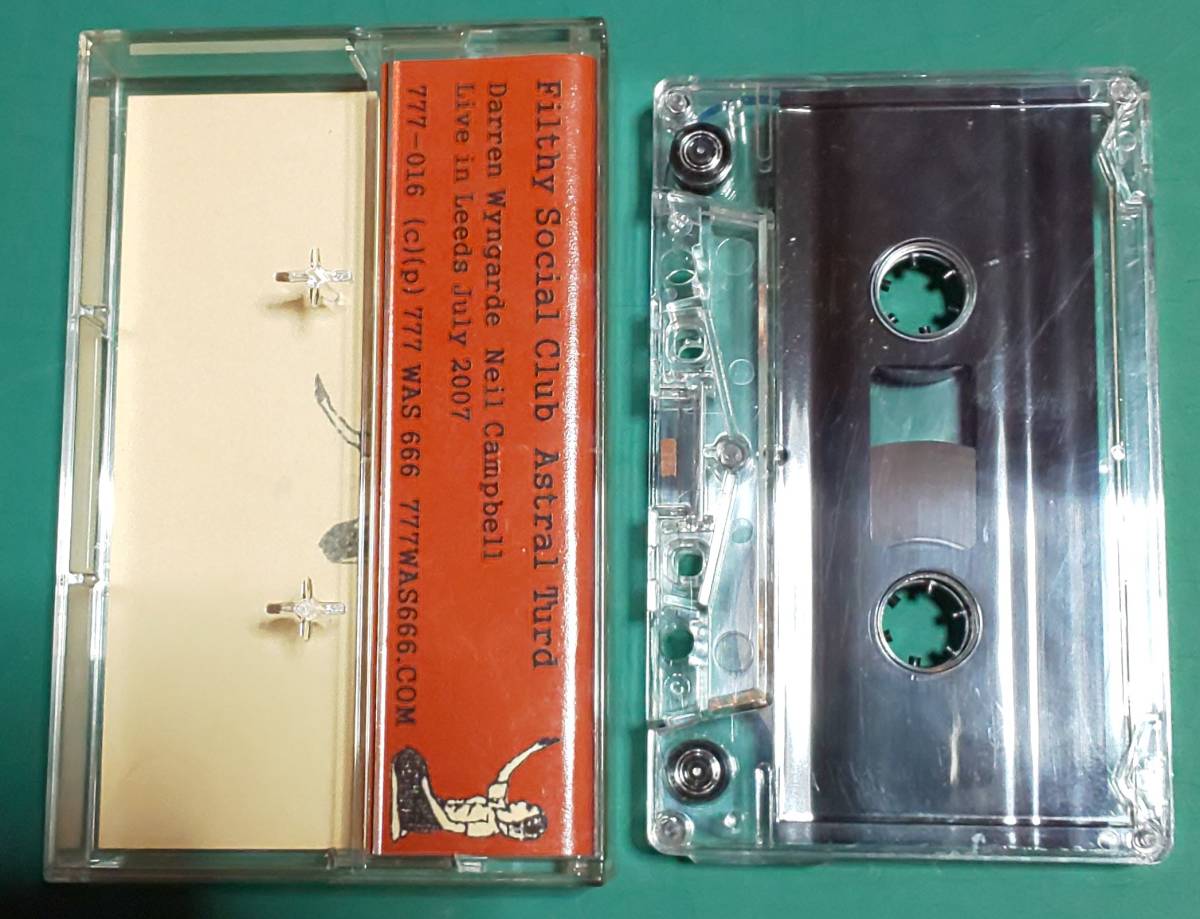 Filthy Social Club Astral Turd
Darren Wyngarde Neil Campbell
Live in Leeds July 2007
777-016 (c)(p) 777 WAS 666 777WAS666.COM